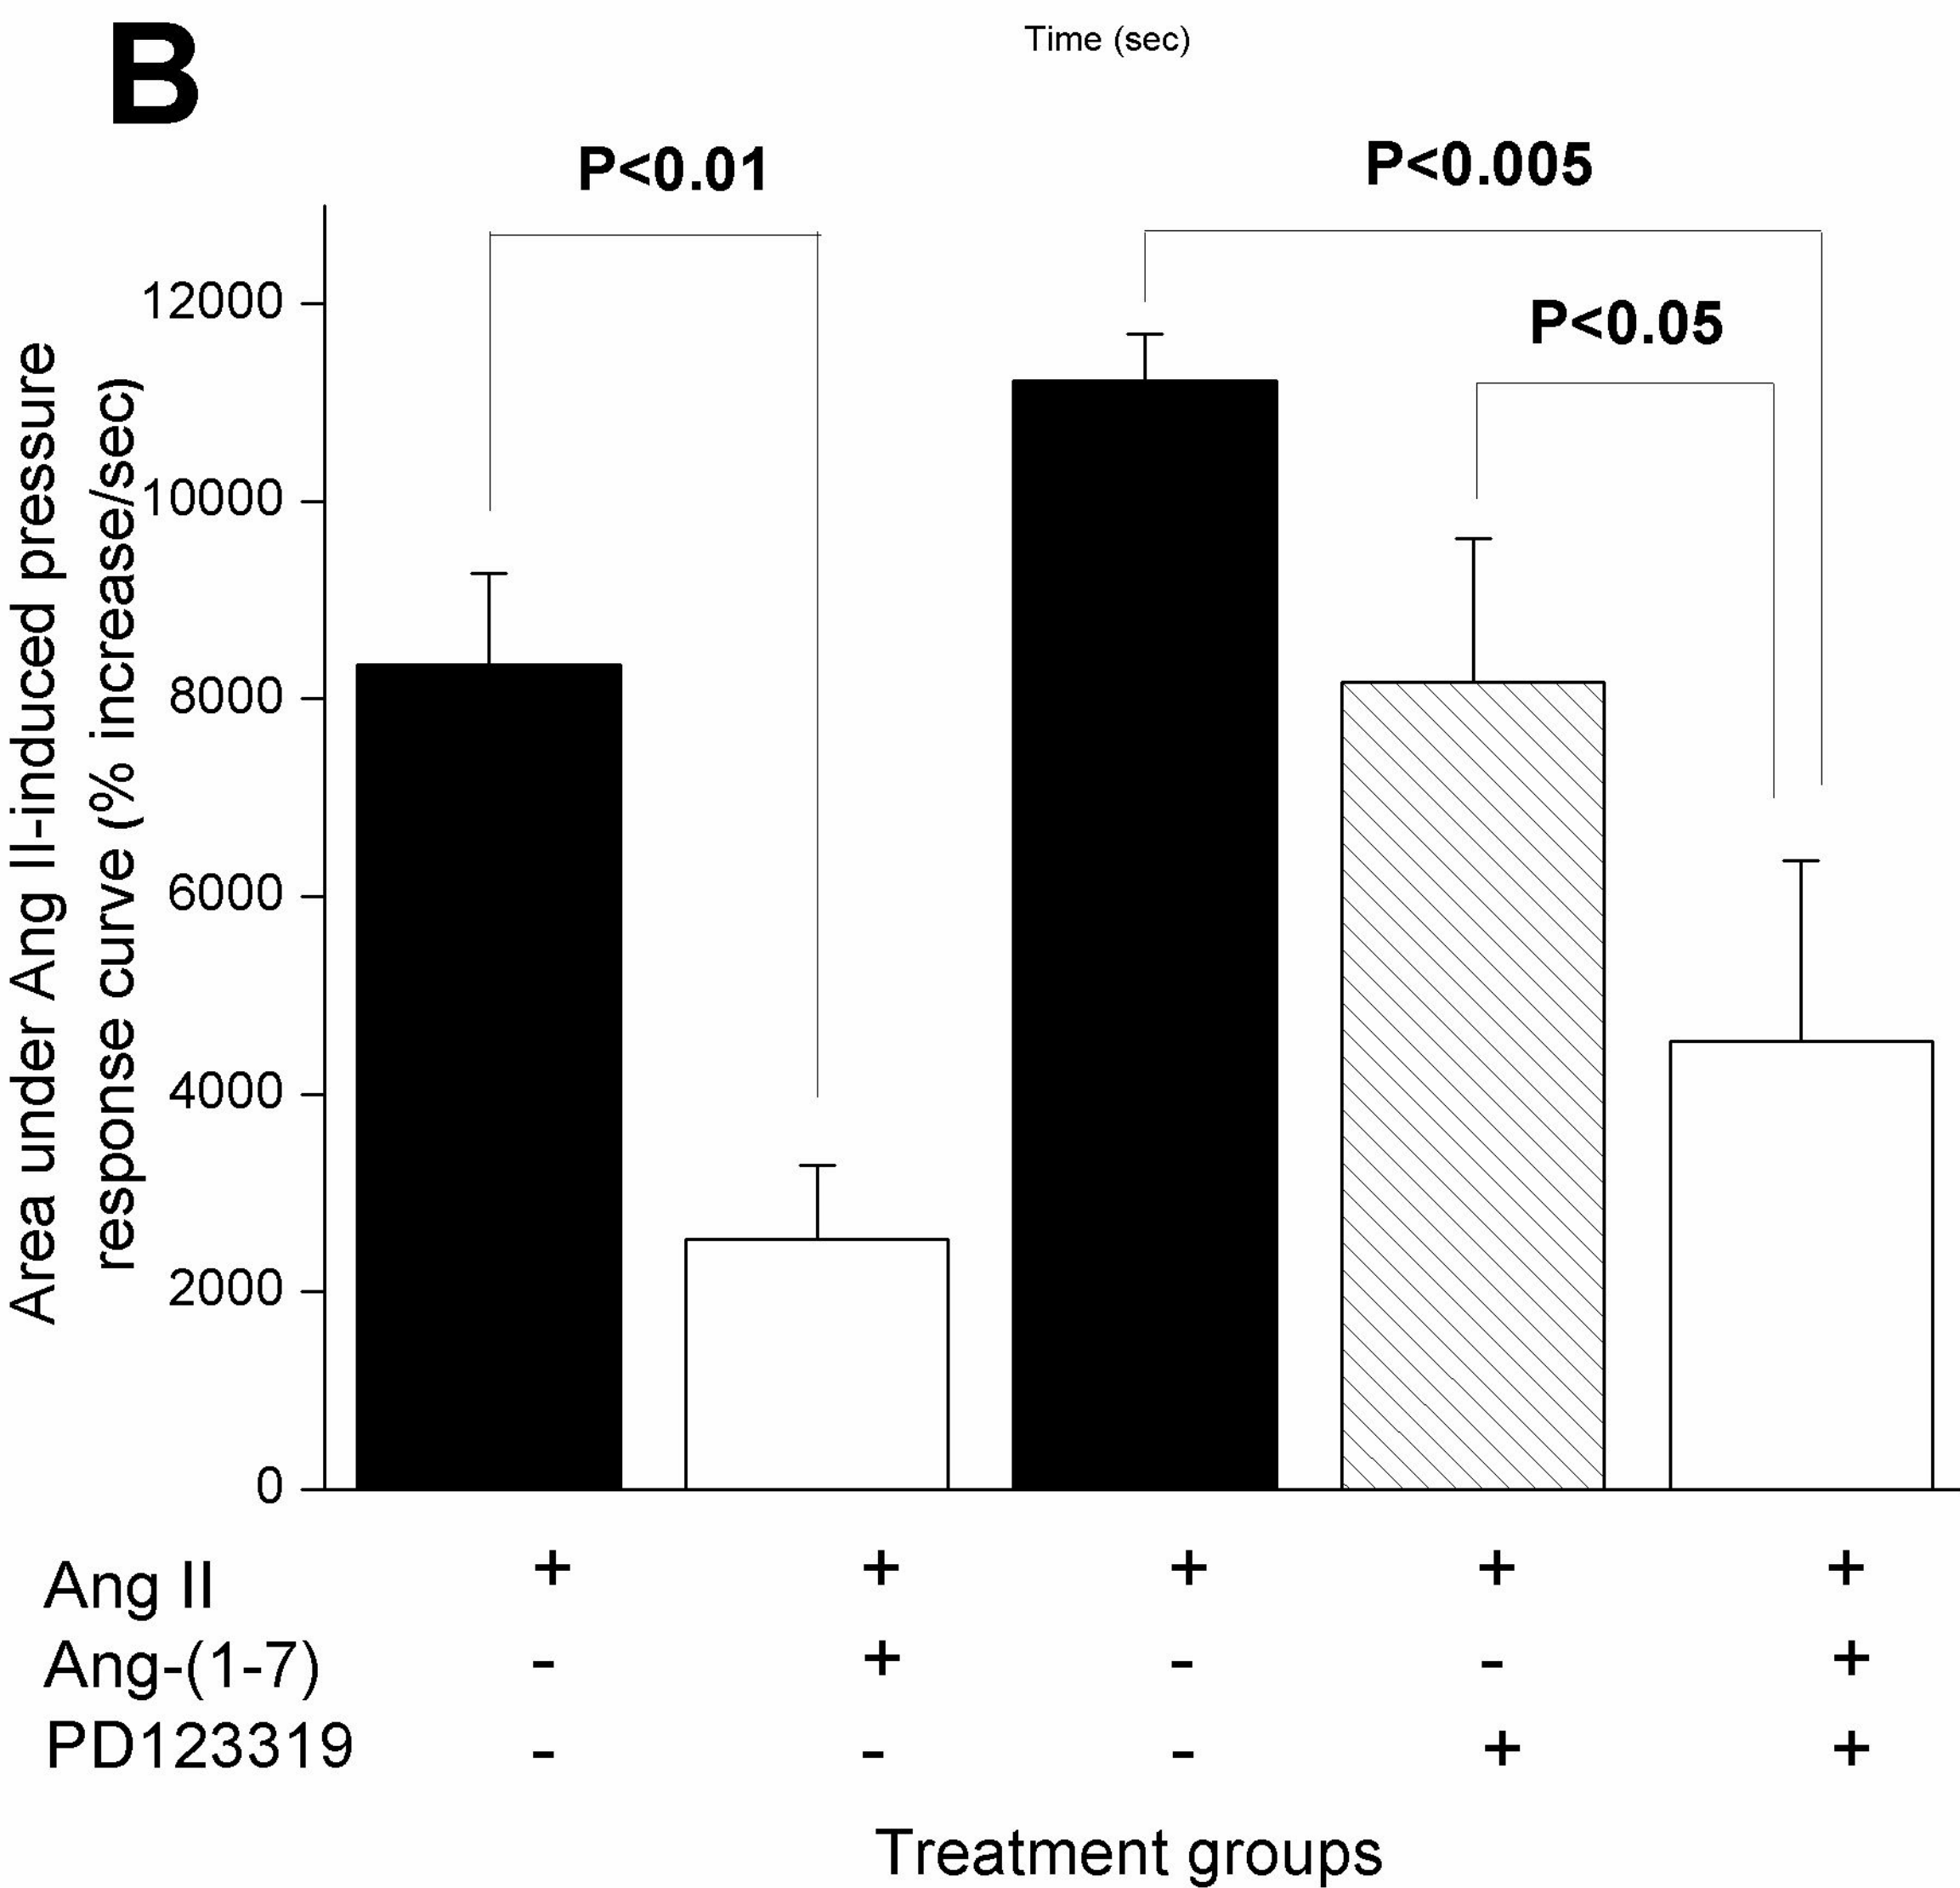 B
Time (sec)
P<0.01
P<0.005
P<0.05
12000
10000
8000
6000
4000
2000
0
Area under Ang II-induced pressure
response curve (% increase/sec)
Ang II + + + + +
Ang-(1-7) - + - - +
PD123319 - - - + +
Treatment groups